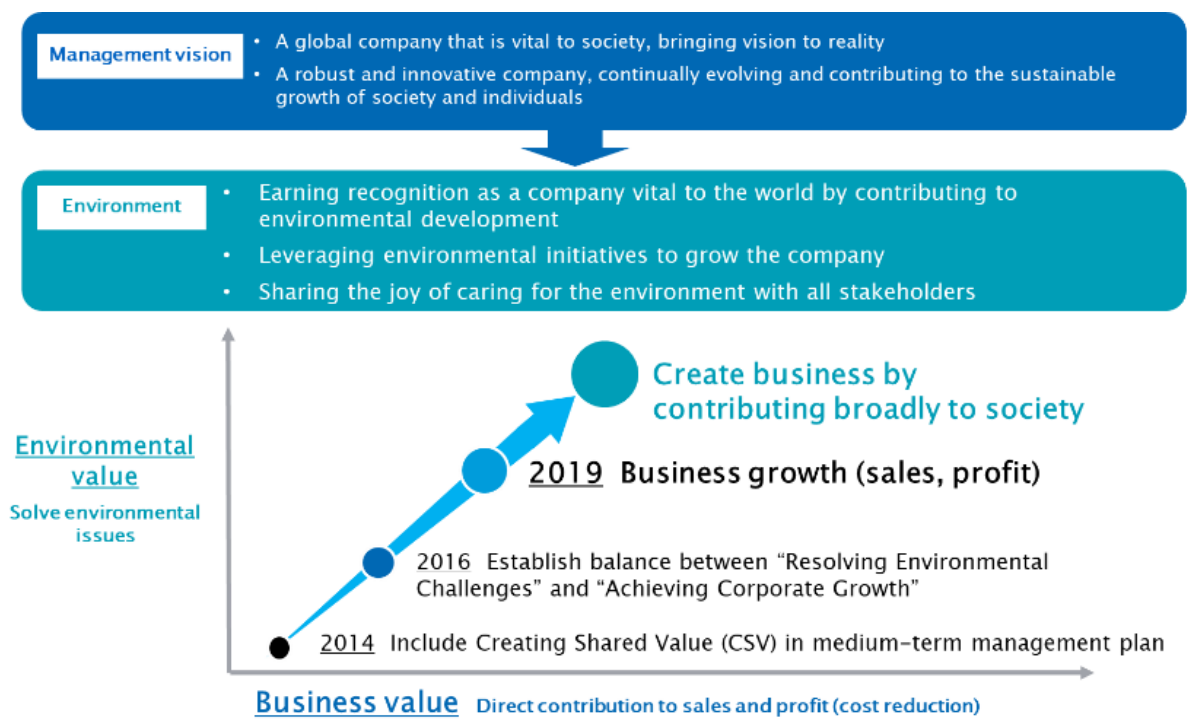 Management vision
• A global company that is vital to society, bringing vision to reality
• A robust and innovative company, continually evolving and contributing to the sustainable
growth of society and individuals
Environment
• Earning recognition as a company vital to the world by contributing to
environmental development
• Leveraging environmental initiatives to grow the company
• Sharing the joy of caring for the environment with all stakeholders
Create business by
contributing broadly to society
Environmental
value
Solve environmental
issues
2019 Business growth (sales, profit)
2016 Establish balance between “Resolving Environmental
Challenges” and “Achieving Corporate Growth”
2014 Include Creating Shared Value (CSV) in medium-term management plan
Business value Direct contribution to sales and profit (cost reduction)